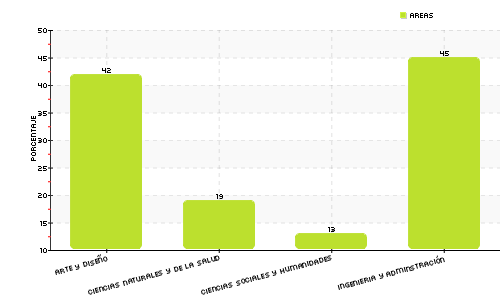 AREAS
PORCENTAJE
50
45
40
35
30
25
20
15
10
42
19
13
45
ARTE Y DISEÑO
CIENCIAS NATURALES Y DE LA SALUD
CIENCIAS SOCIALES Y HUMANIDADES
INGENIERIA Y ADMINSTRACIÓN